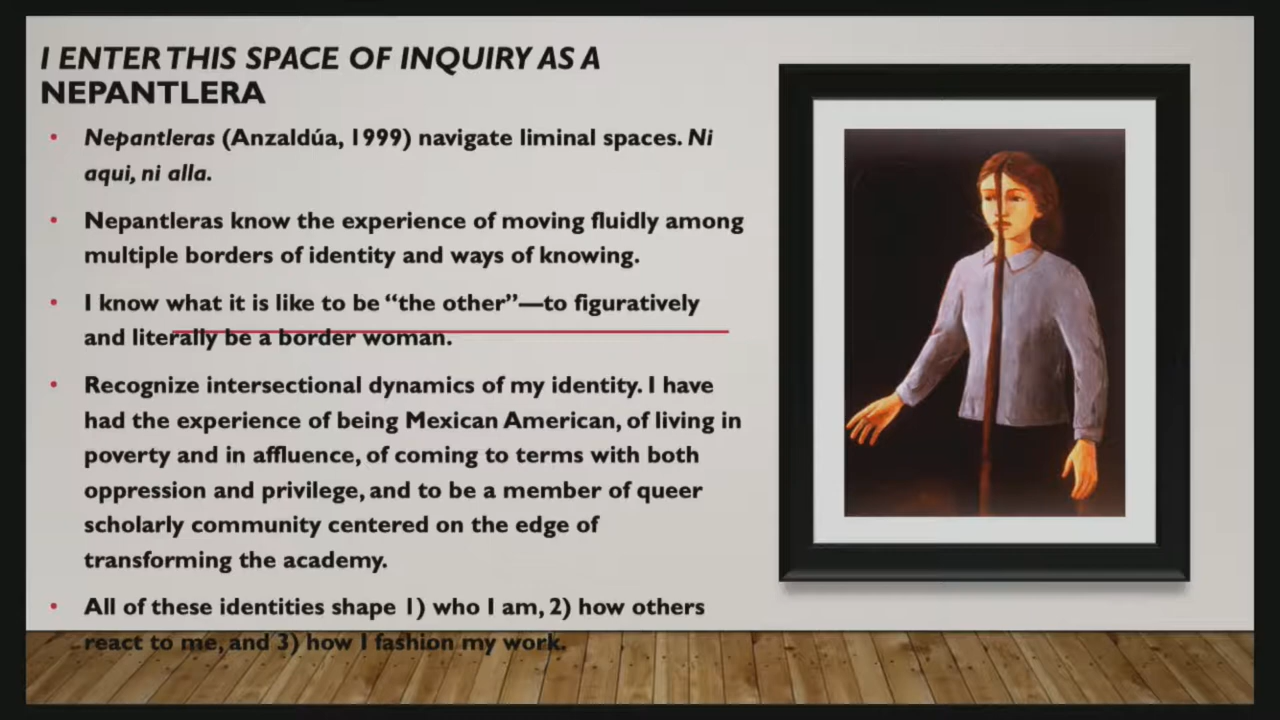 I ENTER THIS SPACE OF INQUIRY AS A
NEPANTLERA
• Nepantleras (Anzaldúa, 1999) navigate liminal spaces. Ni
aqui, ni alla.
• Nepantleras know the experience of moving fluidly among
multiple borders of identity and ways of knowing.
• I know what it is like to be “the other”—to figuratively
and literally be a border woman.
• Recognize intersectional dynamics of my identity. I have
had the experience of being Mexican American, of living in
poverty and in affluence, of coming to terms with both
oppression and privilege, and to be a member of queer
scholarly community centered on the edge of
transforming the academy.
• All of these identities shape 1) who I am, 2) how others
react to me, and 3) how I fashion my work.